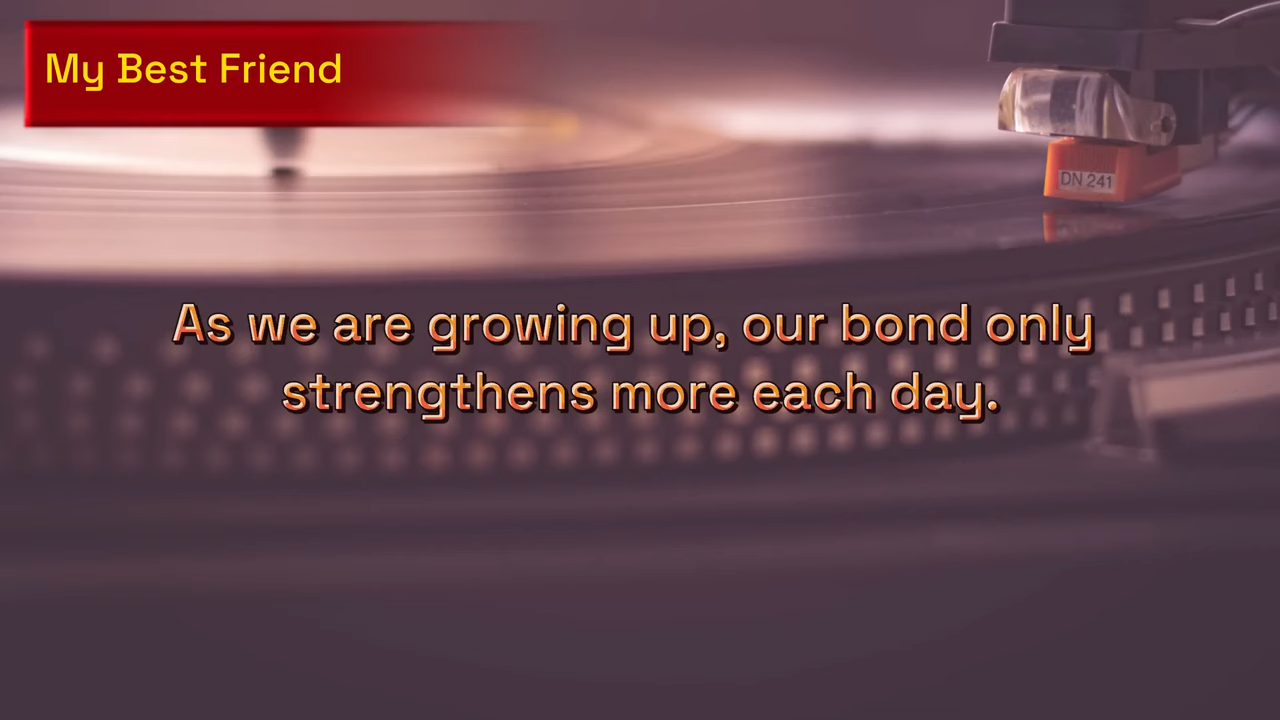 My Best Friend
DN 241
As we are growing up, our bond only
strengthens more each day.